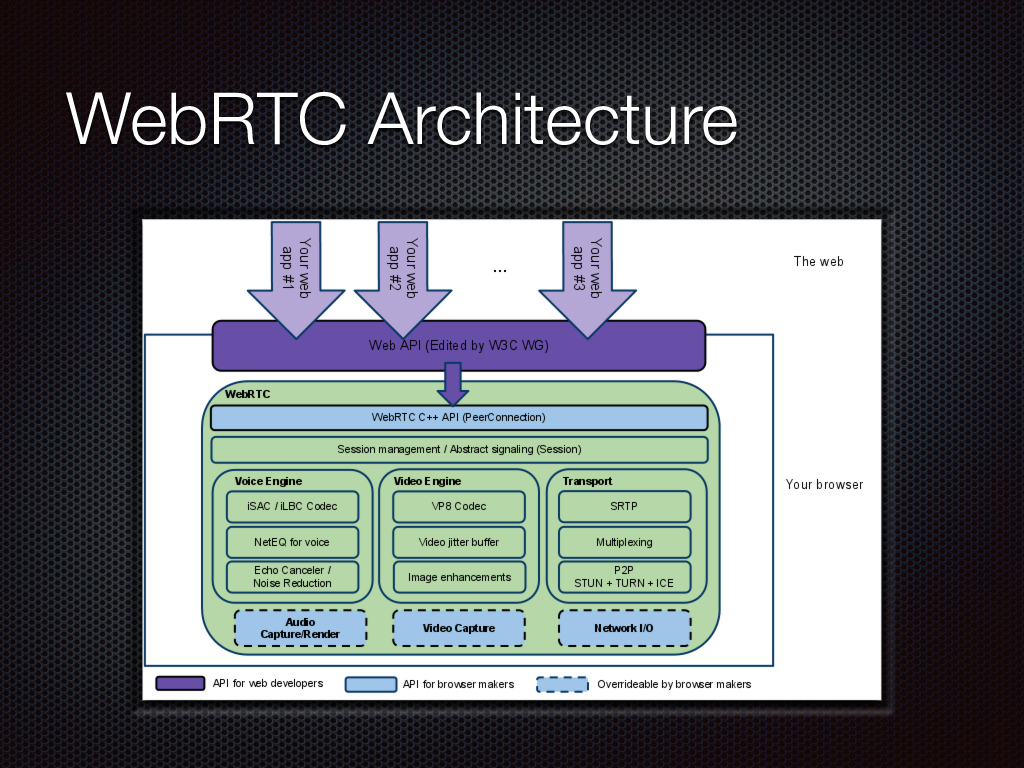 WebRTC Architecture
Your web
app #1
Your web
app #2
...
Your web
app #3
The web
Web API (Edited by W3C WG)
WebRTC
WebRTC C++ API (PeerConnection)
Session management / Abstract signaling (Session)
Your browser
Voice Engine
iSAC / iLBC Codec
NetEQ for voice
Echo Canceler /
Noise Reduction
Video Engine
VP8 Codec
Video jitter buffer
Image enhancements
Transport
SRTP
Multiplexing
P2P
STUN + TURN + ICE
Audio
Capture/Render
Video Capture
Network I/O
API for web developers
API for browser makers
Overrideable by browser makers